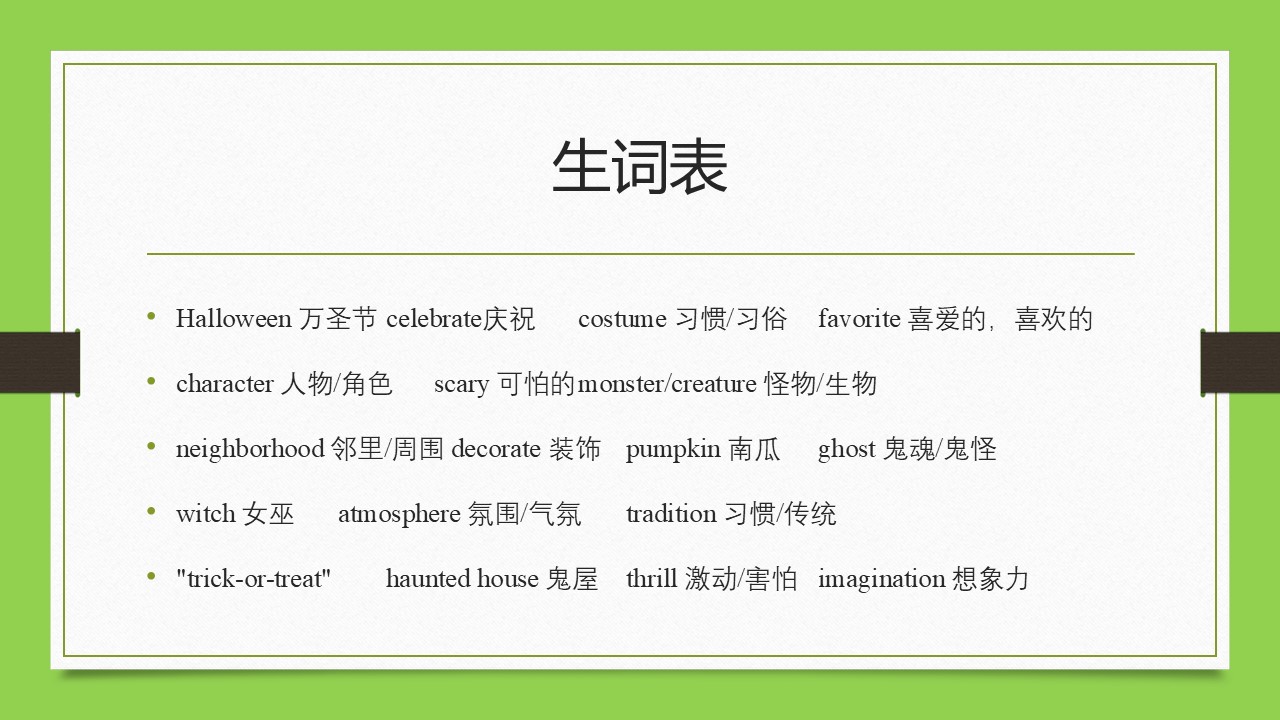 生词表
Halloween 万圣节 celebrate庆祝 costume 习惯/习俗 favorite 喜爱的，喜欢的
character 人物/角色 scary 可怕的monster/creature 怪物/生物
neighborhood 邻里/周围 decorate 装饰 pumpkin 南瓜 ghost 鬼魂/鬼怪
witch 女巫 atmosphere 氛围/气氛 tradition 习惯/传统
"trick-or-treat" haunted house 鬼屋 thrill 激动/害怕 imagination 想象力